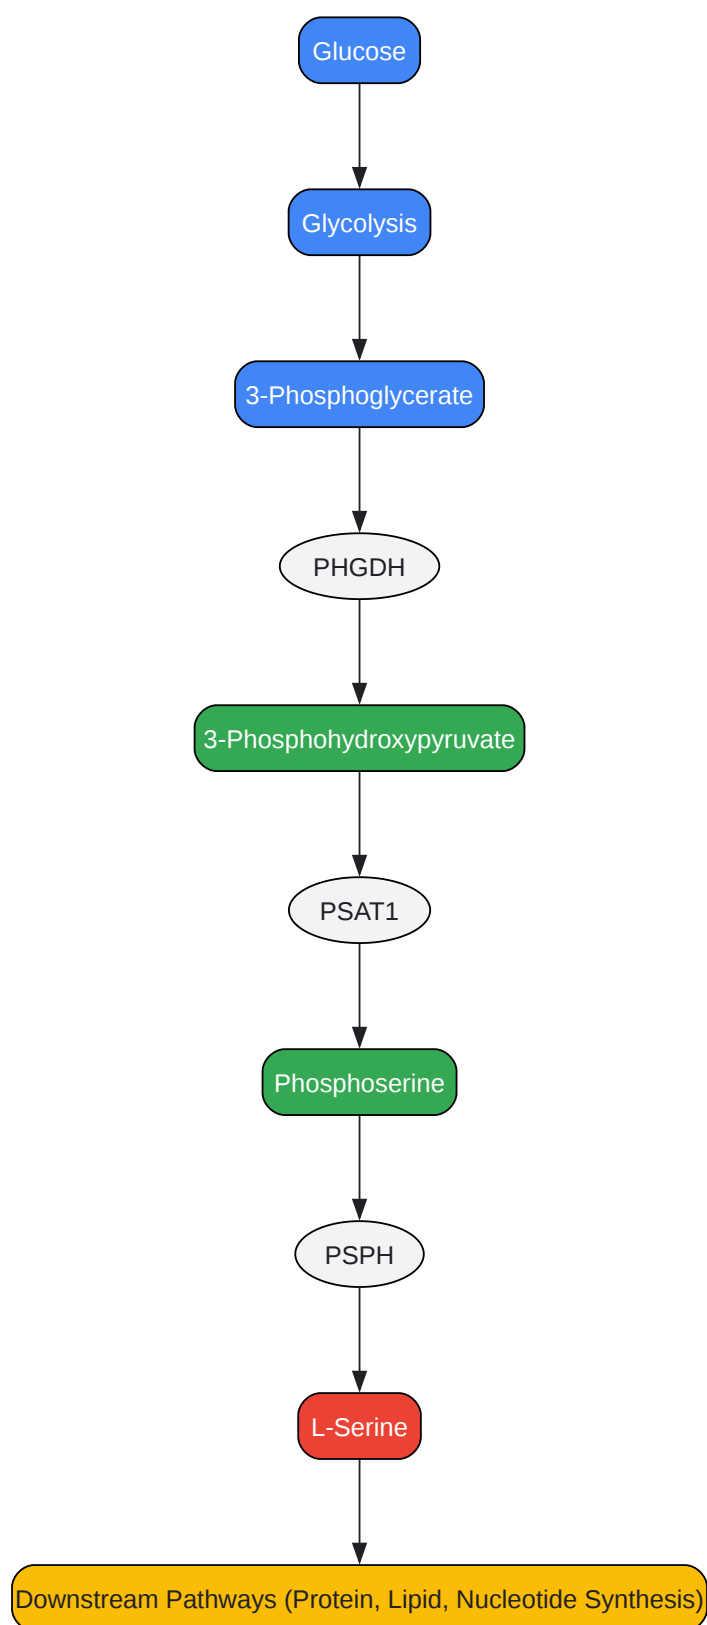 Glucose
Glycolysis
3-Phosphoglycerate
PHGDH
3-Phosphohydroxypyruvate
PSAT1
Phosphoserine
PSPH
L-Serine
Downstream Pathways (Protein, Lipid, Nucleotide Synthesis)